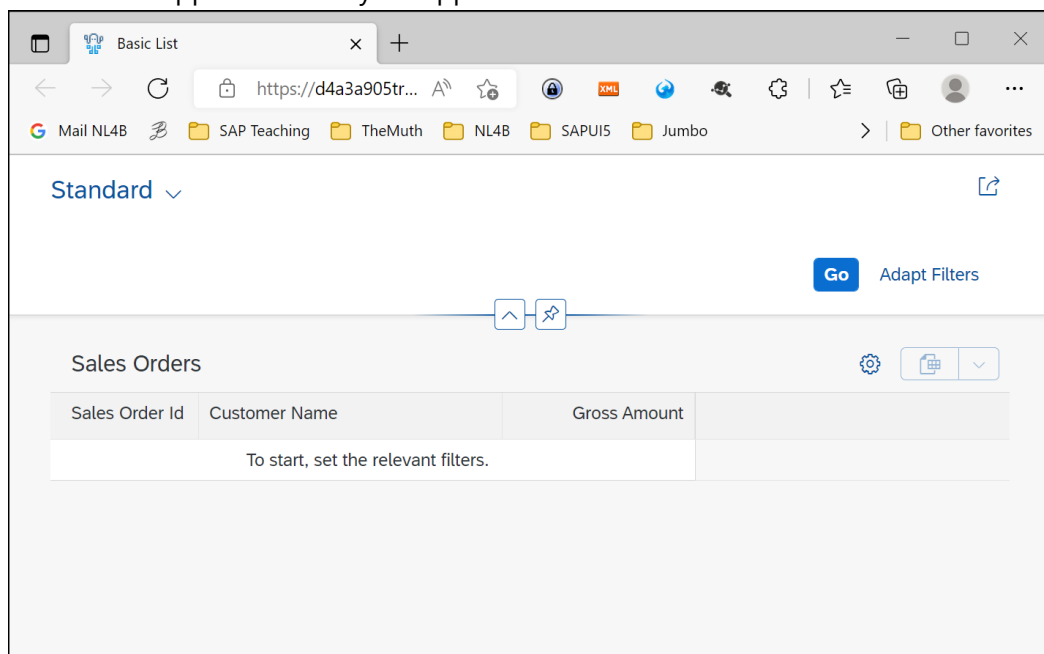 Basic List
https://d4a3a905tr...
XML
Mail NL4B SAP Teaching TheMuth NL4B SAPUI5 Jumbo Other favorites
Standard
Go Adapt Filters
Sales Orders
Sales Order Id Customer Name Gross Amount
To start, set the relevant filters.